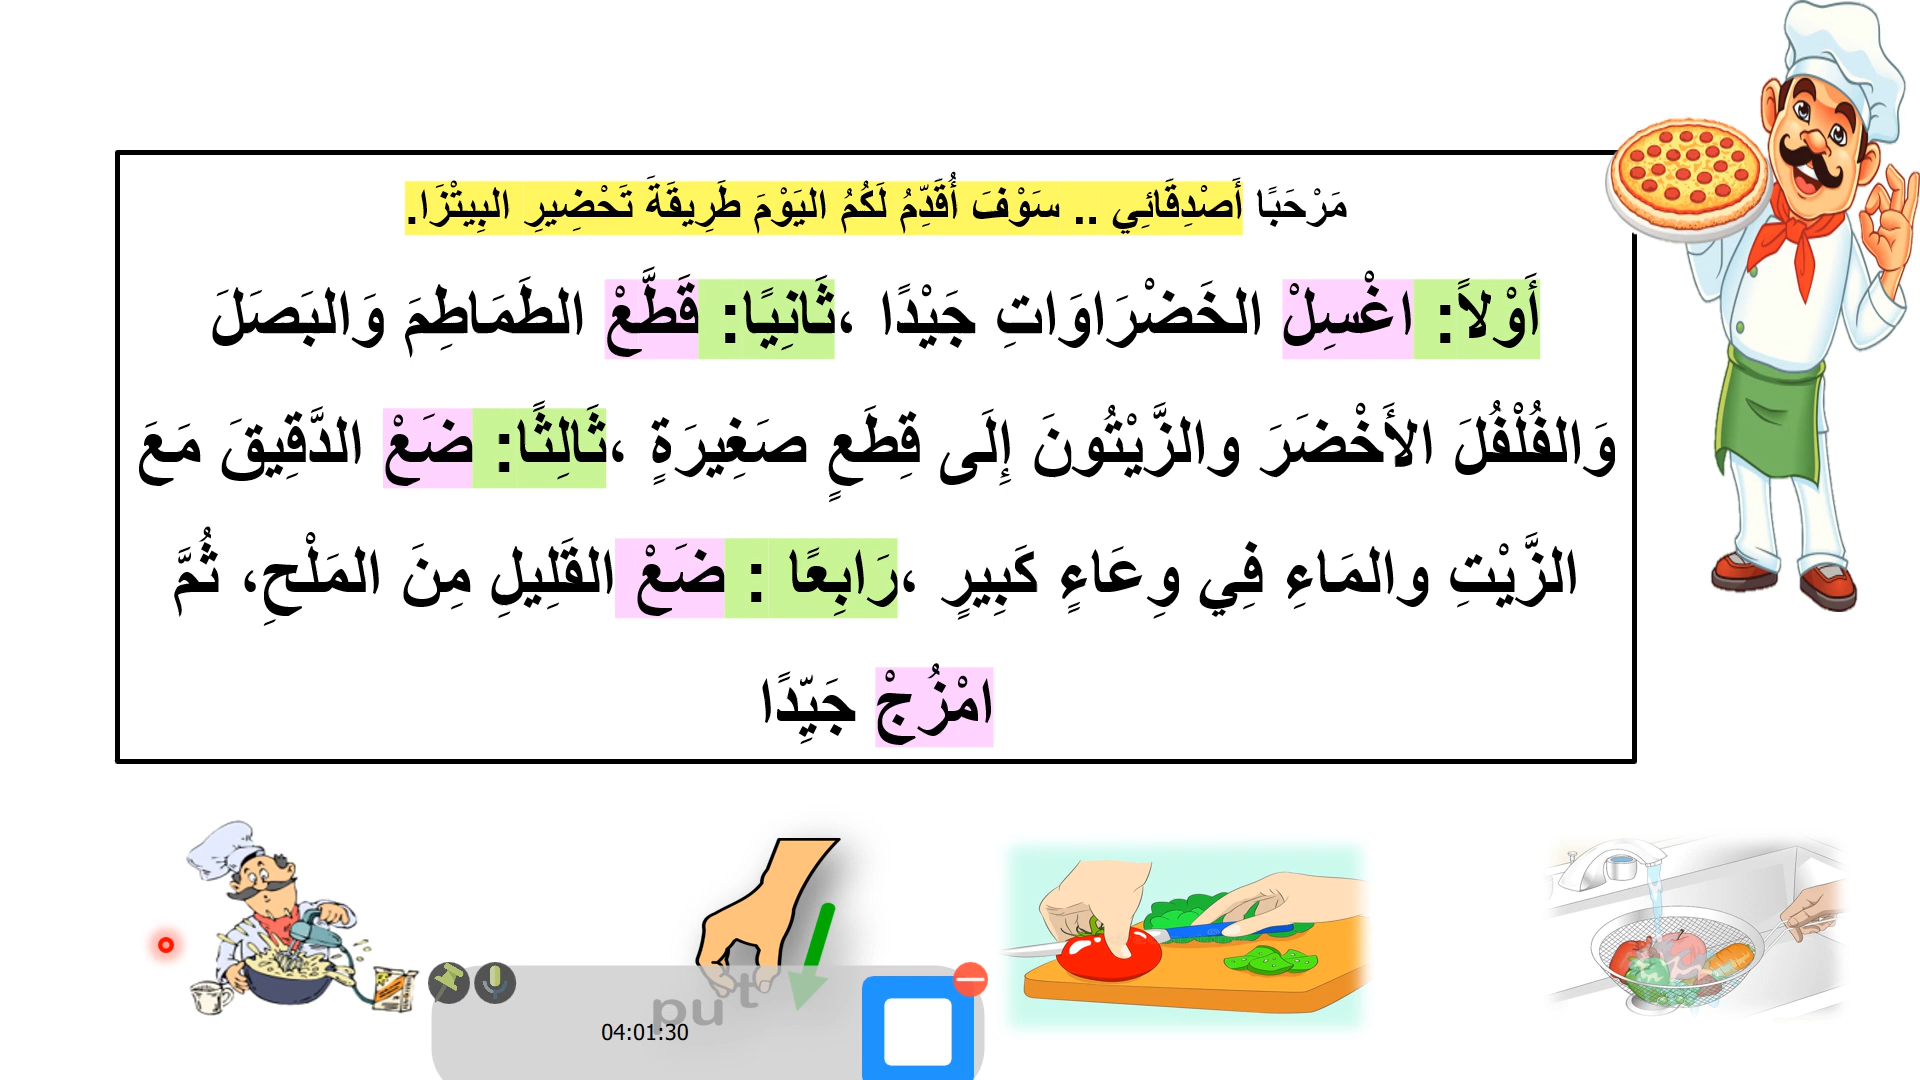 مَرْحَبًا أَصْدِقَائِي .. سَوْفَ أُقَدِّمُ لَكُمُ اليَوْمَ طَرِيقَةَ تَحْضِيرِ البِيتْزَا.
أَوْلاً: اغْسِلْ الخَضْرَاوَاتِ جَيْدًا ،ثَانِيًا: قَطَّعْ الطَمَاطِمَ وَالبَصَلَ
وَالفُلْفُلَ الأَخْضَرَ والزَّيْتُونَ إِلَى قِطَعٍ صَغِيرَةٍ ،ثَالِثًا: ضَعْ الدَّقِيقَ مَعَ
الزَّيْتِ والمَاءِ فِي وِعَاءٍ كَبِيرٍ ،رَابِعًا : ضَعْ القَلِيلِ مِنَ المَلْحِ، ثُمَّ
امْزُجْ جَيِّدًا
put
04:01:30